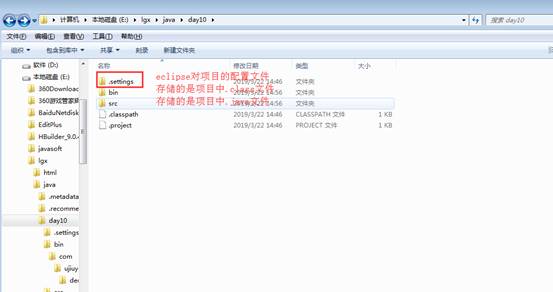 计算机 ▸ 本地磁盘 (E:) ▸ lgx ▸ java ▸ day10 ▸
搜索 day10
文件(F) 编辑(E) 查看(V) 工具(T) 帮助(H)
组织 包含到库中 共享 刻录 新建文件夹
软件 (D:)
本地磁盘 (E:)
360Download
360游戏管家
BaiduNetdisk
EditPlus
HBuilder_9.0.
javasoft
lgx
html
java
.metadata
.recomme
day10
.settings
bin
com
ujiuy
de
名称 修改日期 类型 大小
.settings 2019/3/22 14:46 文件夹
bin 2019/3/22 14:56 文件夹
src 2019/3/22 14:56 文件夹
.classpath 2019/3/22 14:46 CLASSPATH 文件 1 KB
.project 2019/3/22 14:46 PROJECT 文件 1 KB
eclipse对项目的配置文件
存储的是项目中.class文件
存储的是项目中.java文件